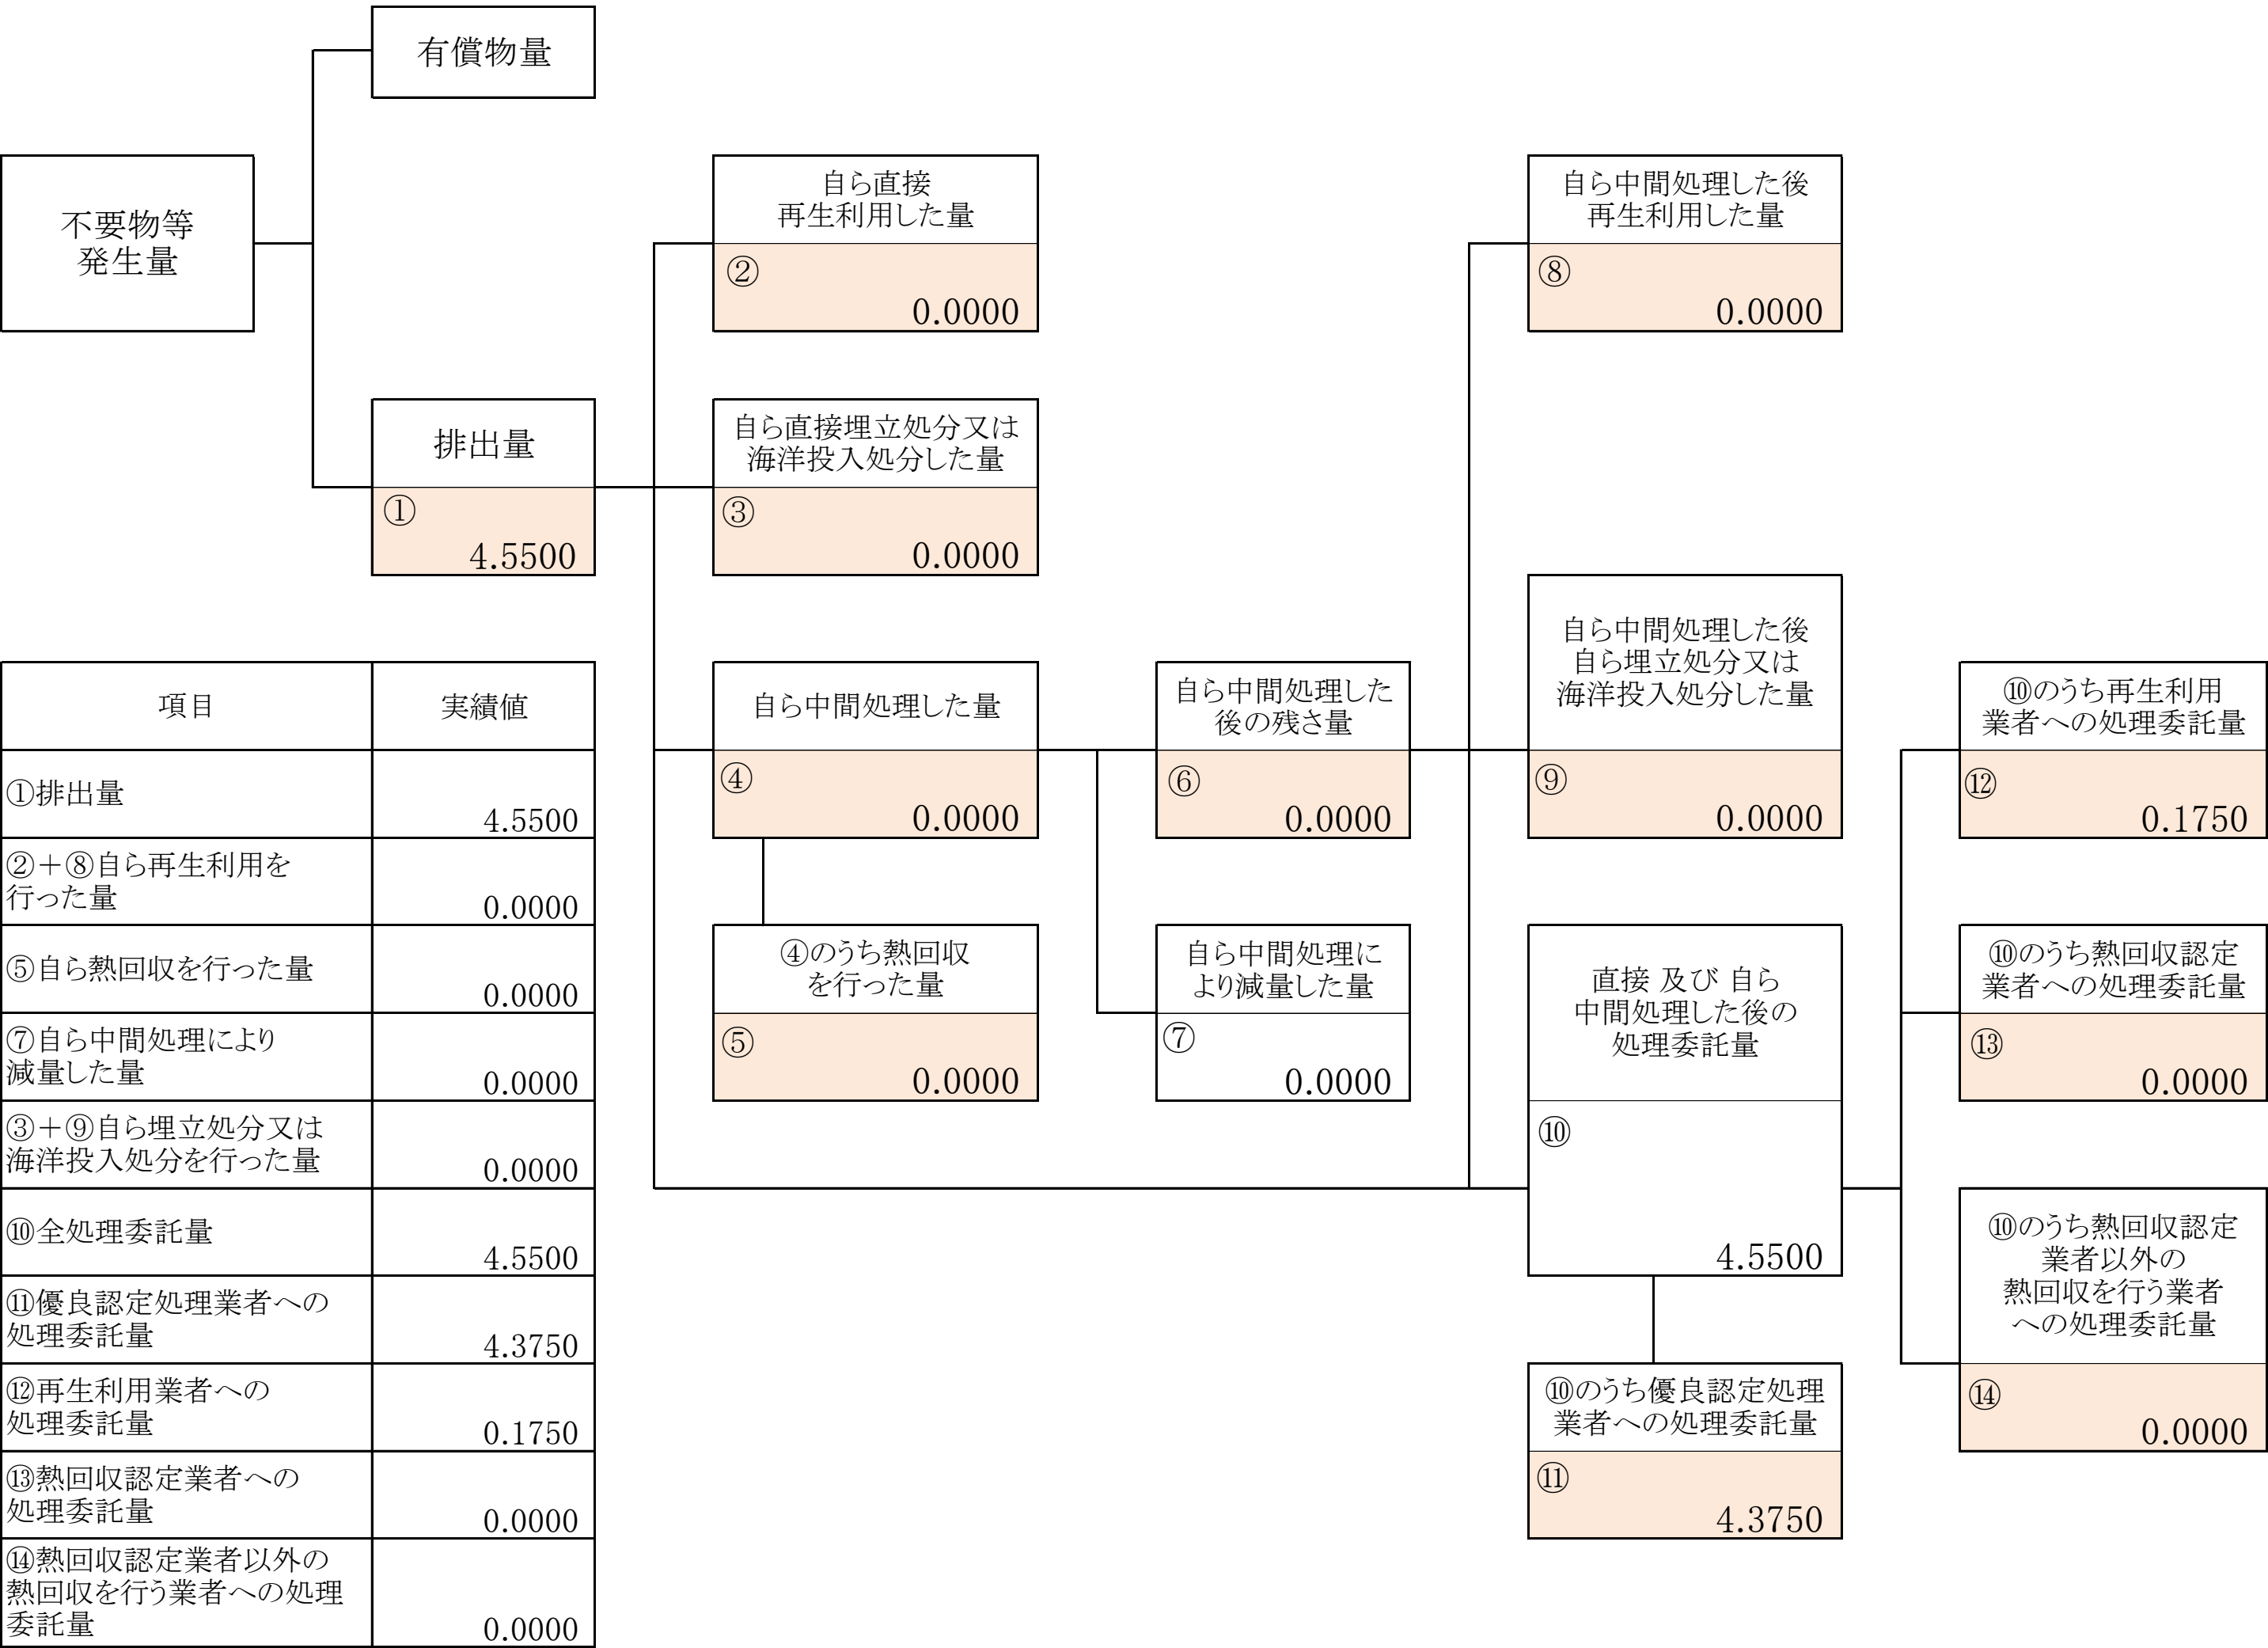 有償物量
不要物等
発生量
自ら直接
再生利用した量
②
0.0000
自ら中間処理した後
再生利用した量
⑧
0.0000
排出量
①
4.5500
自ら直接埋立処分又は
海洋投入処分した量
③
0.0000
自ら中間処理した量
④
0.0000
自ら中間処理した
後の残さ量
⑥
0.0000
自ら中間処理した後
自ら埋立処分又は
海洋投入処分した量
⑨
0.0000
⑩のうち再生利用
業者への処理委託量
⑫
0.1750
④のうち熱回収
を行った量
⑤
0.0000
自ら中間処理に
より減量した量
⑦
0.0000
直接 及び 自ら
中間処理した後の
処理委託量
⑩
4.5500
⑩のうち熱回収認定
業者への処理委託量
⑬
0.0000
⑩のうち熱回収認定
業者以外の
熱回収を行う業者
への処理委託量
⑭
0.0000
⑩のうち優良認定処理
業者への処理委託量
⑪
4.3750
項目 実績値
①排出量
4.5500
②＋⑧自ら再生利用を
行った量
0.0000
⑤自ら熱回収を行った量
0.0000
⑦自ら中間処理により
減量した量
0.0000
③＋⑨自ら埋立処分又は
海洋投入処分を行った量
0.0000
⑩全処理委託量
4.5500
⑪優良認定処理業者への
処理委託量
4.3750
⑫再生利用業者への
処理委託量
0.1750
⑬熱回収認定業者への
処理委託量
0.0000
⑭熱回収認定業者以外の
熱回収を行う業者への処理
委託量
0.0000